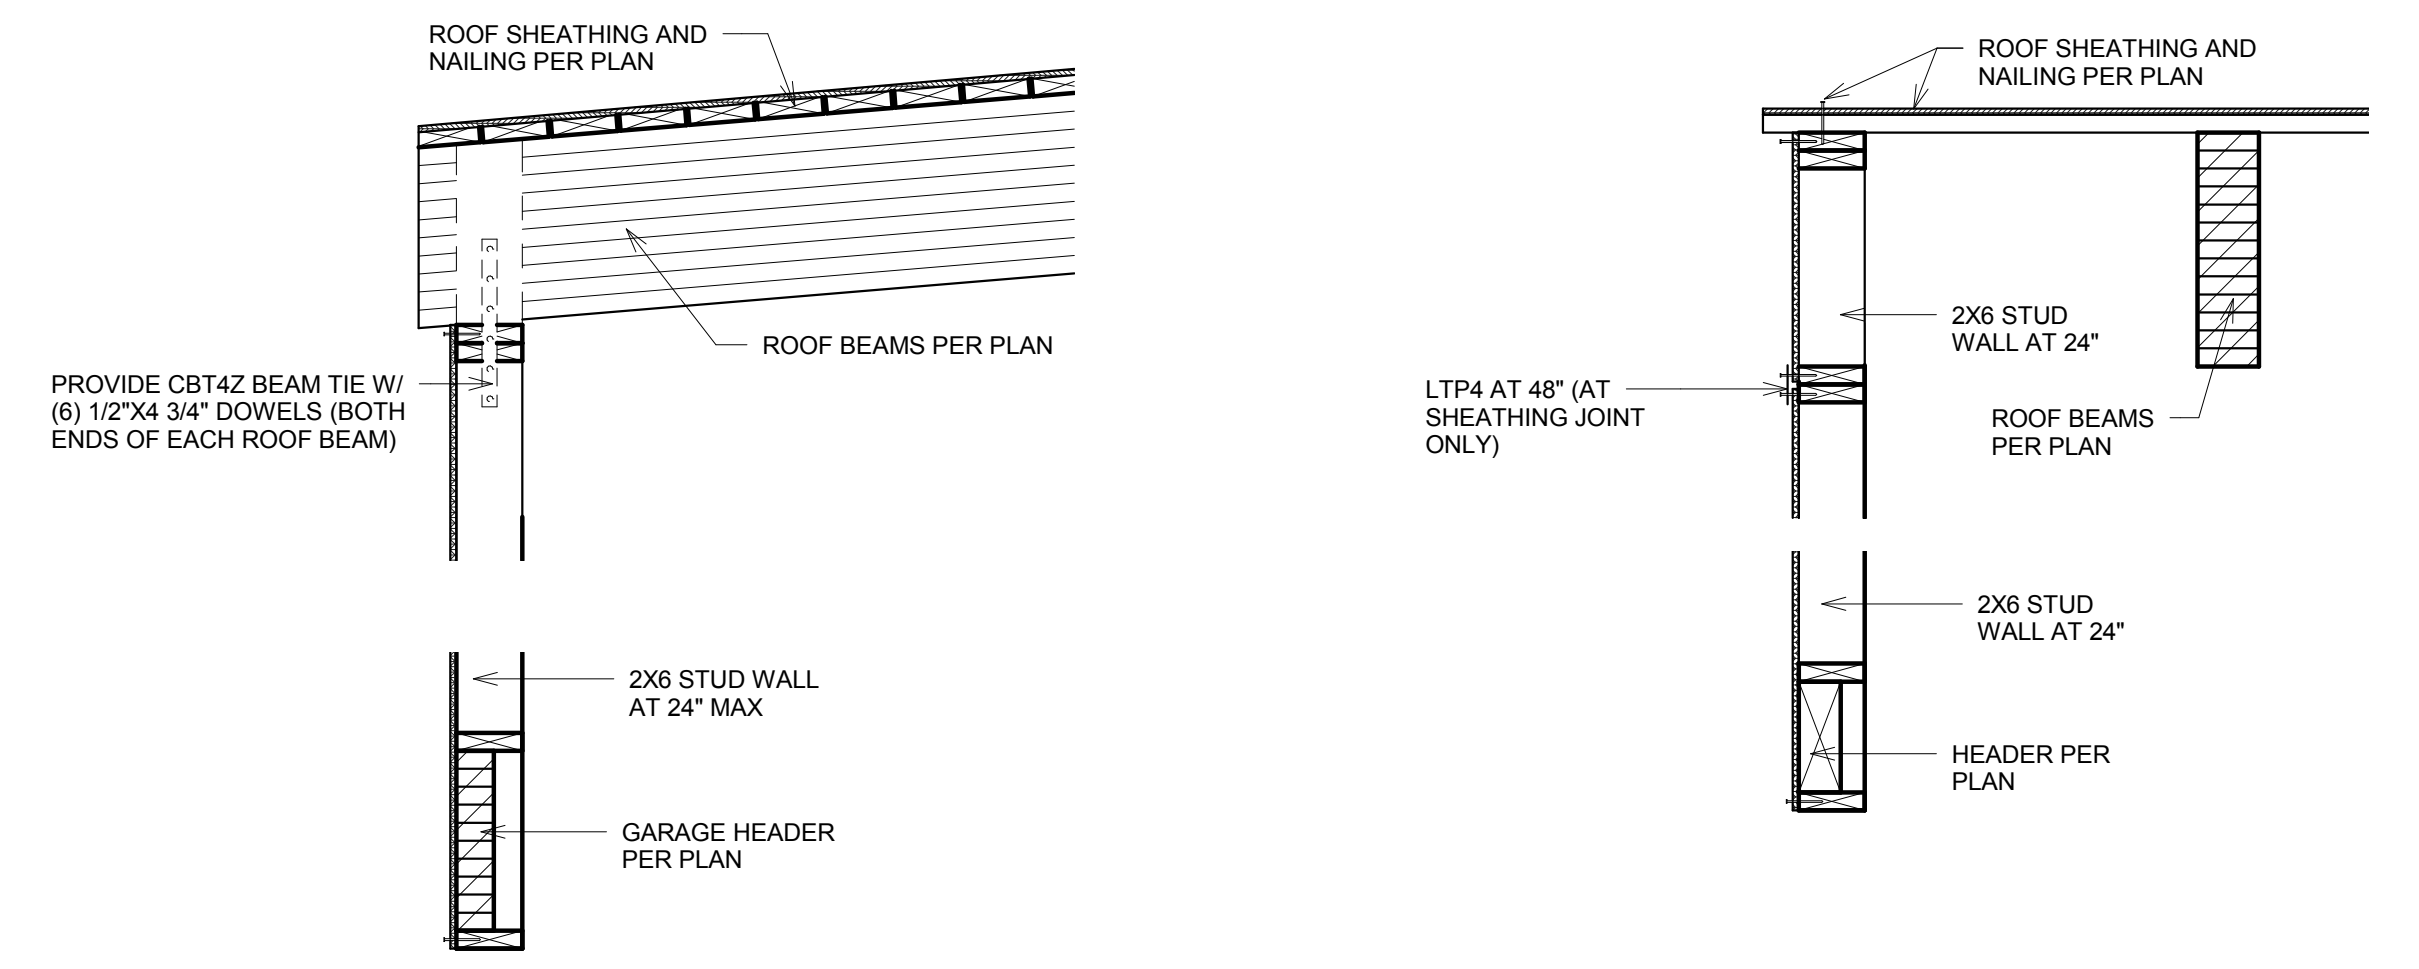 ROOF SHEATHING AND
NAILING PER PLAN
ROOF BEAMS PER PLAN
PROVIDE CBT4Z BEAM TIE W/
(6) 1/2"X4 3/4" DOWELS (BOTH
ENDS OF EACH ROOF BEAM)
2X6 STUD WALL
AT 24" MAX
GARAGE HEADER
PER PLAN
ROOF SHEATHING AND
NAILING PER PLAN
2X6 STUD
WALL AT 24"
LTP4 AT 48" (AT
SHEATHING JOINT
ONLY)
ROOF BEAMS
PER PLAN
2X6 STUD
WALL AT 24"
HEADER PER
PLAN